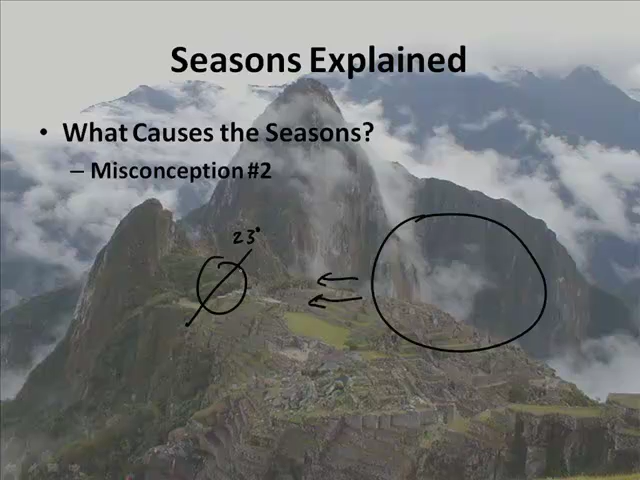 Seasons Explained
• What Causes the Seasons?
– Misconception #2
23°